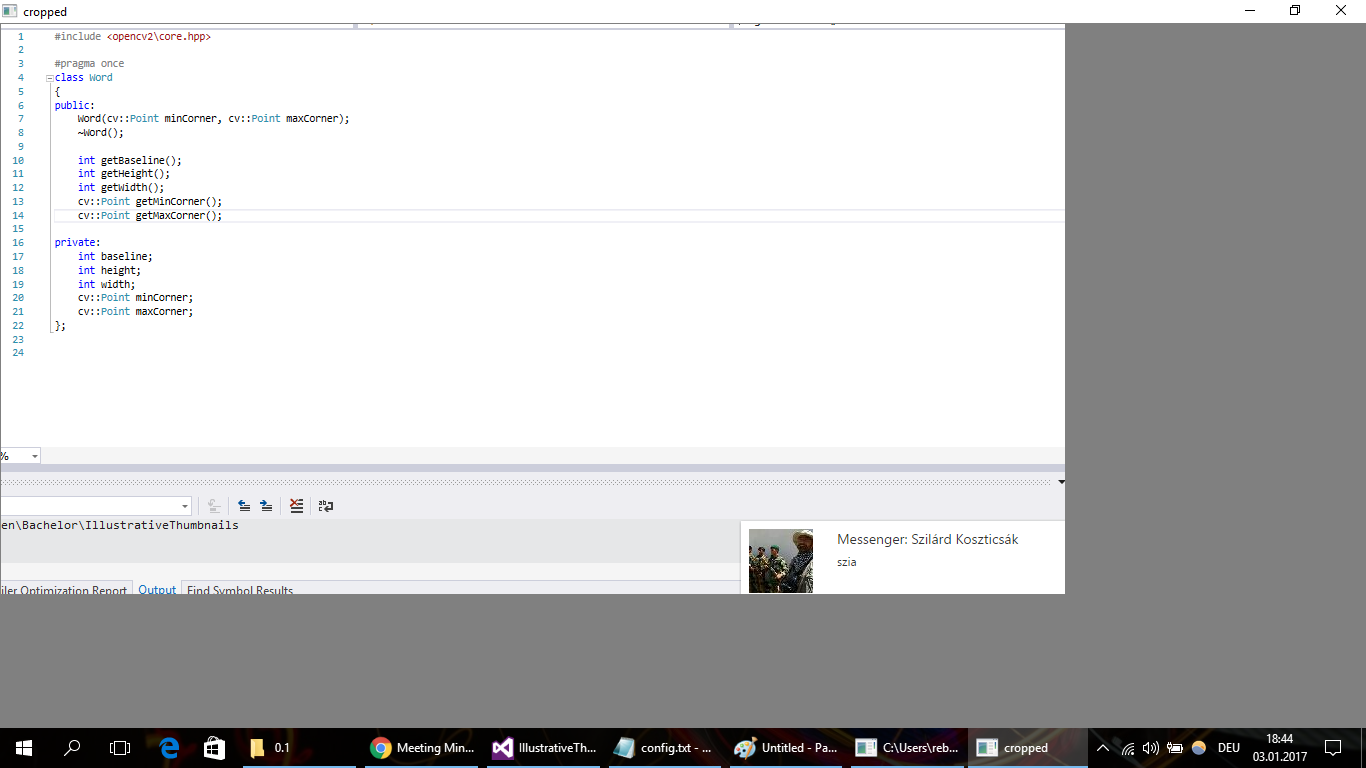 cropped
1 #include <opencv2\core.hpp>
2
3 #pragma once
4 class Word
5 {
6 public:
7 Word(cv::Point minCorner, cv::Point maxCorner);
8 ~Word();
9
10 int getBaseline();
11 int getHeight();
12 int getWidth();
13 cv::Point getMinCorner();
14 cv::Point getMaxCorner();
15
16 private:
17 int baseline;
18 int height;
19 int width;
20 cv::Point minCorner;
21 cv::Point maxCorner;
22 };
23
24
%
en\Bachelor\IllustrativeThumbnails
Messenger: Szilárd Koszticsák
szia
iler Optimization Report Output Find Symbol Results
0.1 Meeting Min... IllustrativeTh... config.txt - ... Untitled - Pa... C:\Users\reb... cropped DEU 18:44
03.01.2017